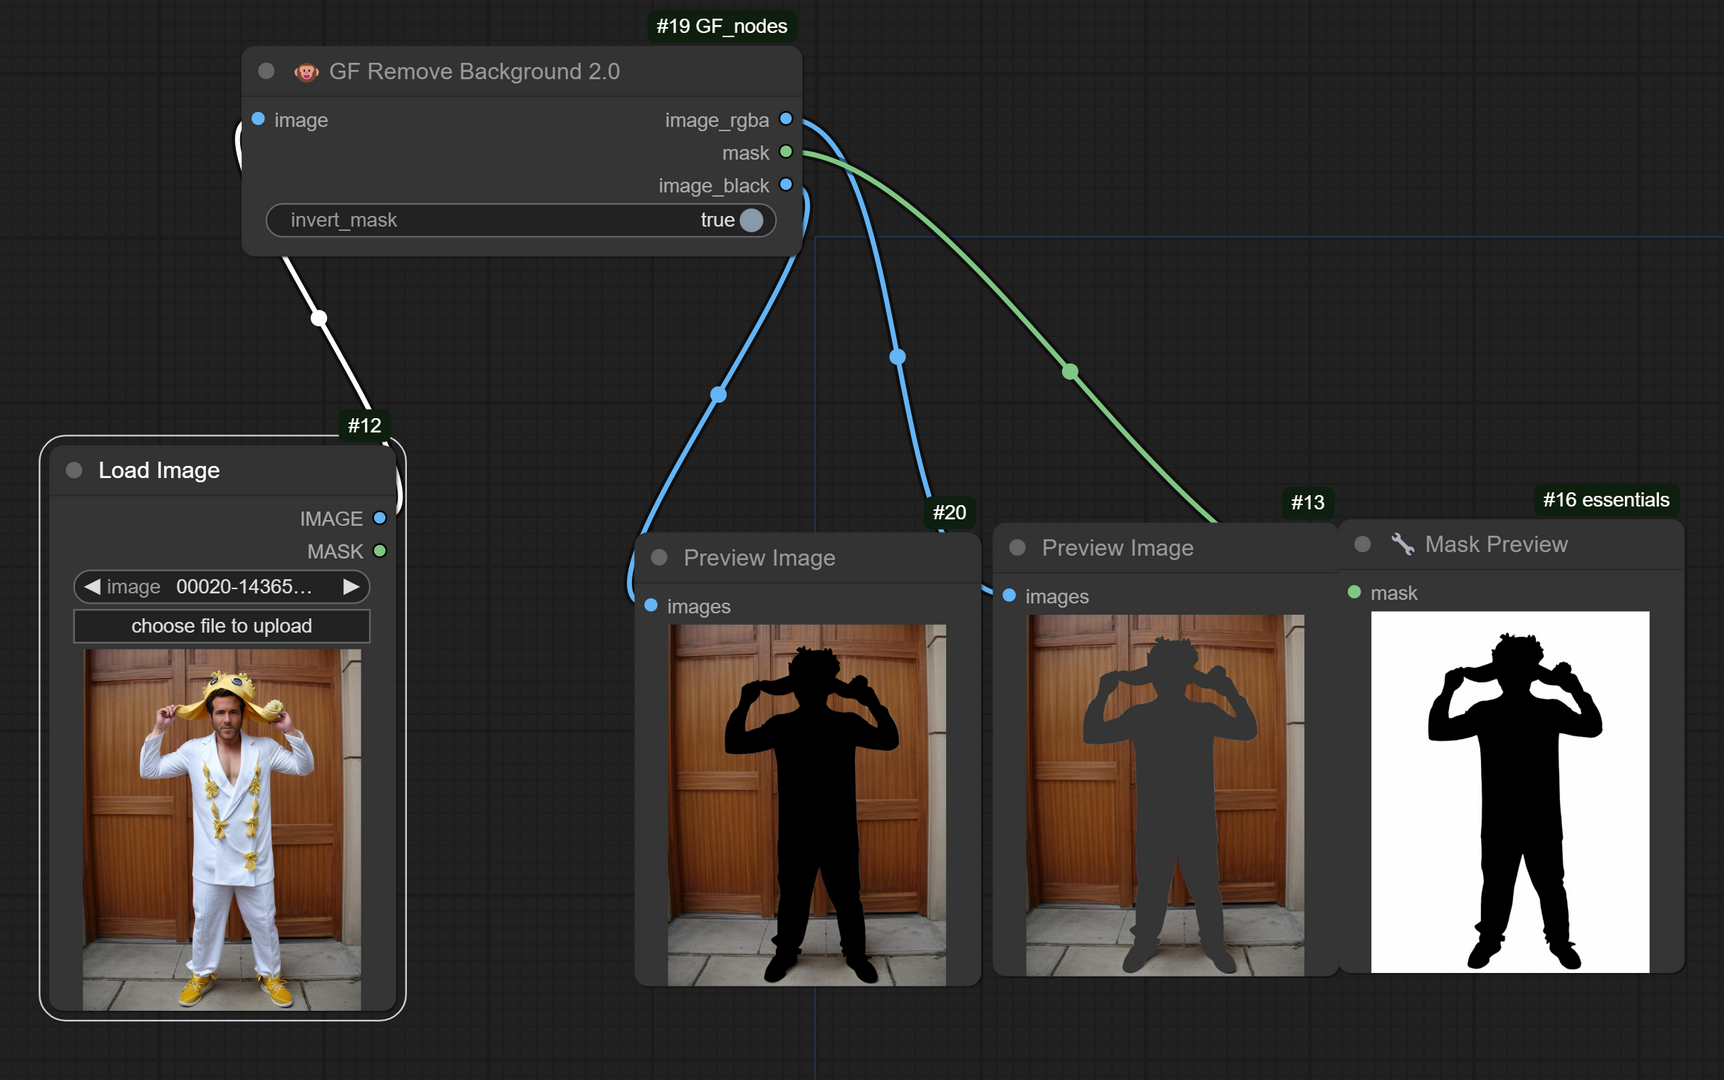 #19 GF_nodes
GF Remove Background 2.0
image
image_rgba
mask
image_black
invert_mask true
#12
Load Image
IMAGE
MASK
image 00020-14365...
choose file to upload
#20
Preview Image
images
#13
Preview Image
images
#16 essentials
Mask Preview
mask